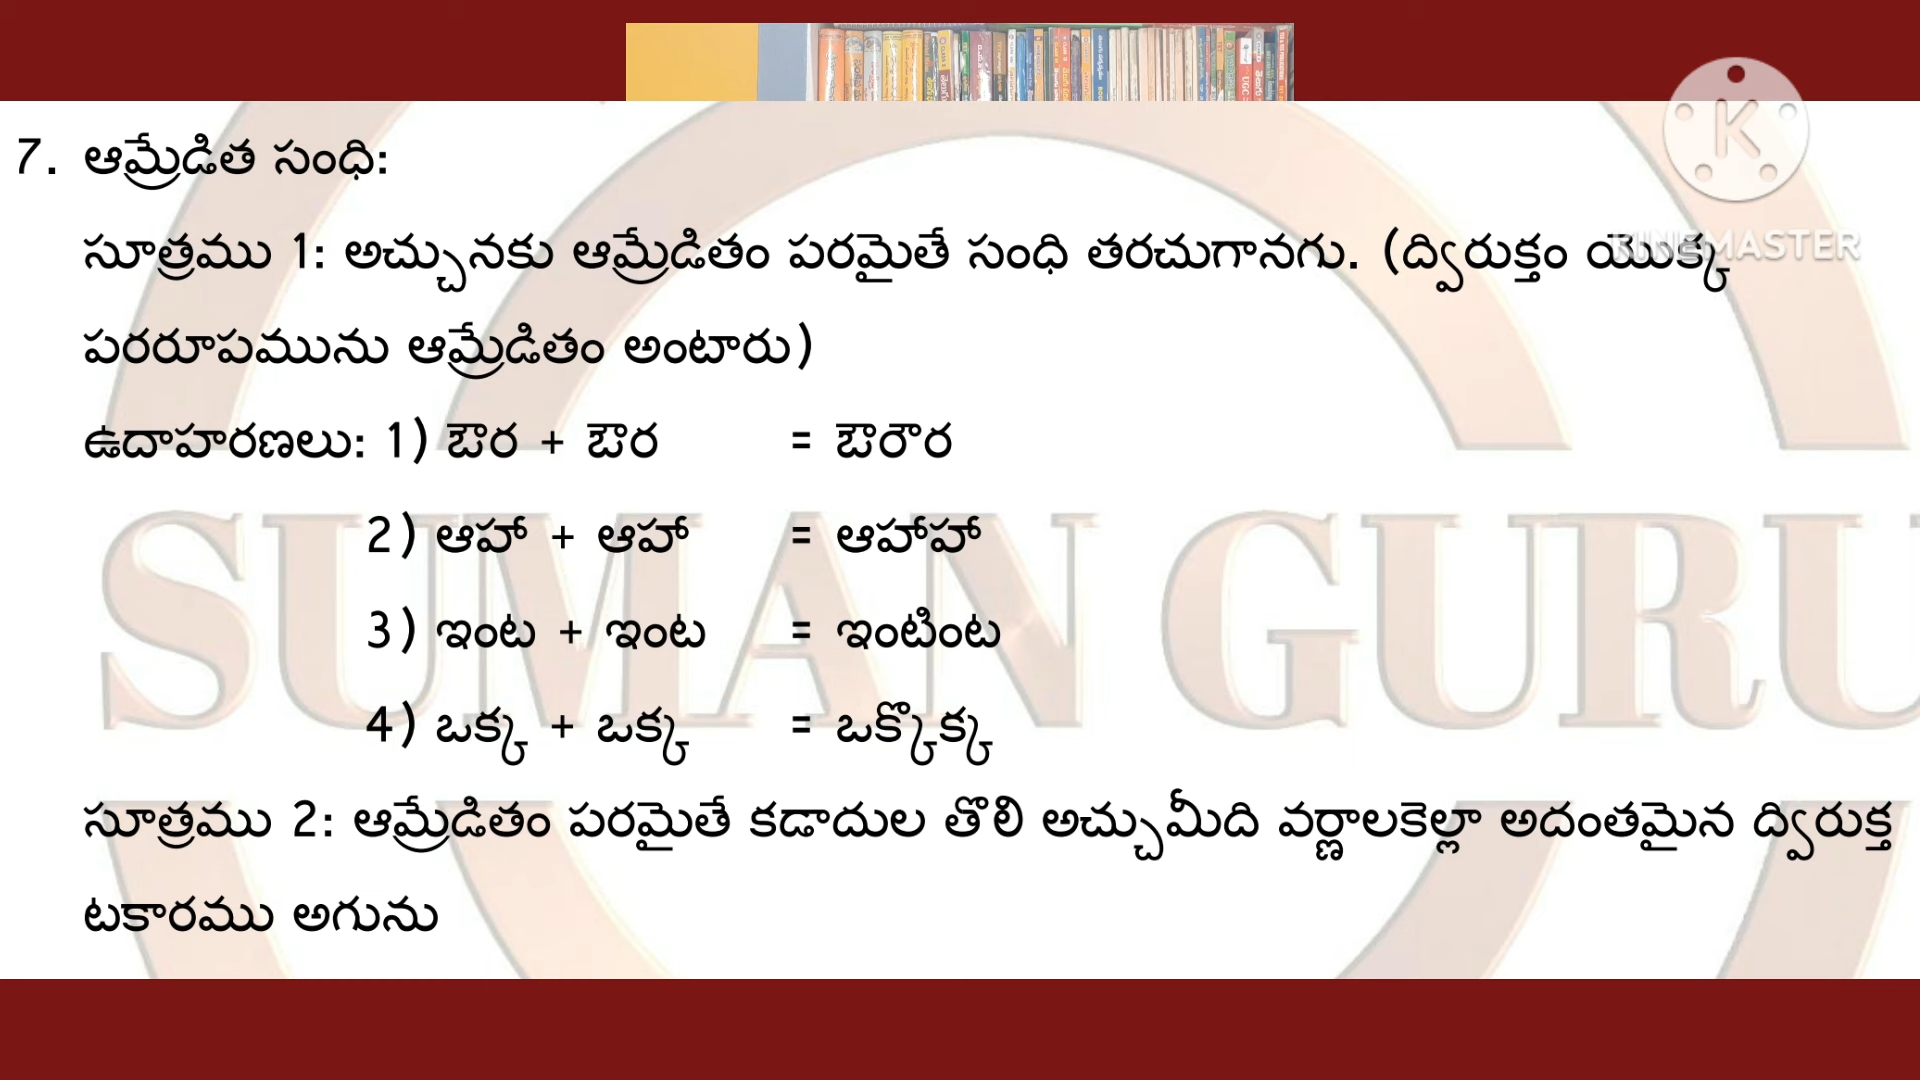 7. ఆమ్రేడిత సంధి:
సూత్రము 1: అచ్చునకు ఆమ్రేడితం పరమైతే సంధి తరచుగానగు. (ద్విరుక్తం యొక్క
పరరూపమును ఆమ్రేడితం అంటారు)
ఉదాహరణలు: 1) ఔర + ఔర = ఔరౌర
2) ఆహా + ఆహా = ఆహాహా
3) ఇంట + ఇంట = ఇంటింట
4) ఒక్క + ఒక్క = ఒక్కొక్క
సూత్రము 2: ఆమ్రేడితం పరమైతే కడాదుల తొలి అచ్చుమీది వర్ణాలకెల్లా అదంతమైన ద్విరుక్త
టకారము అగును
K
KINEMASTER
SUMAN GURU